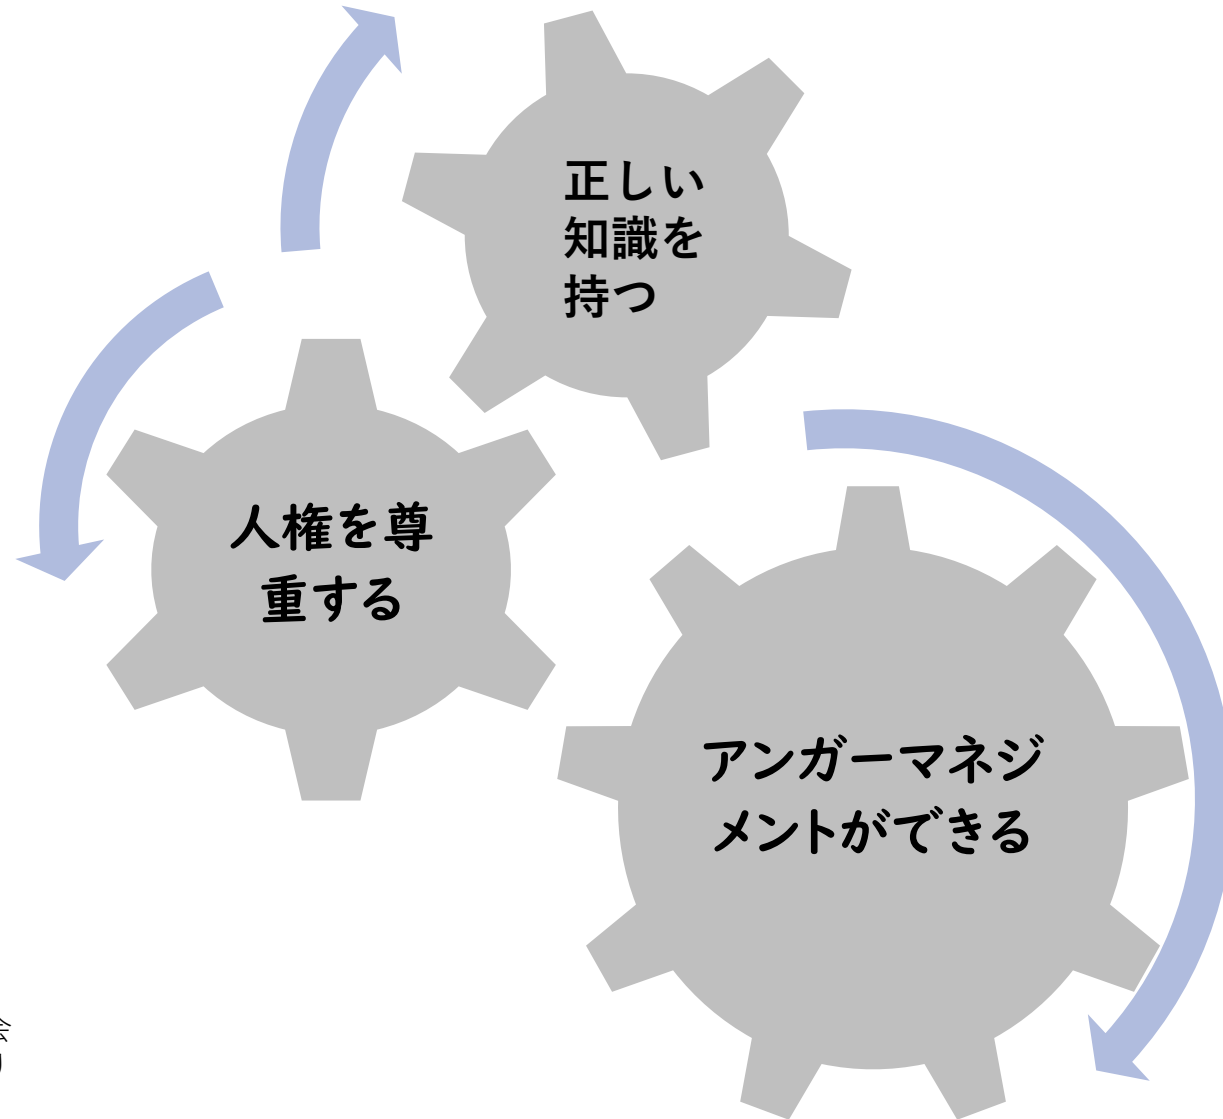 正しい
知識を
持つ
人権を尊
重する
アンガーマネジ
メントができる
会